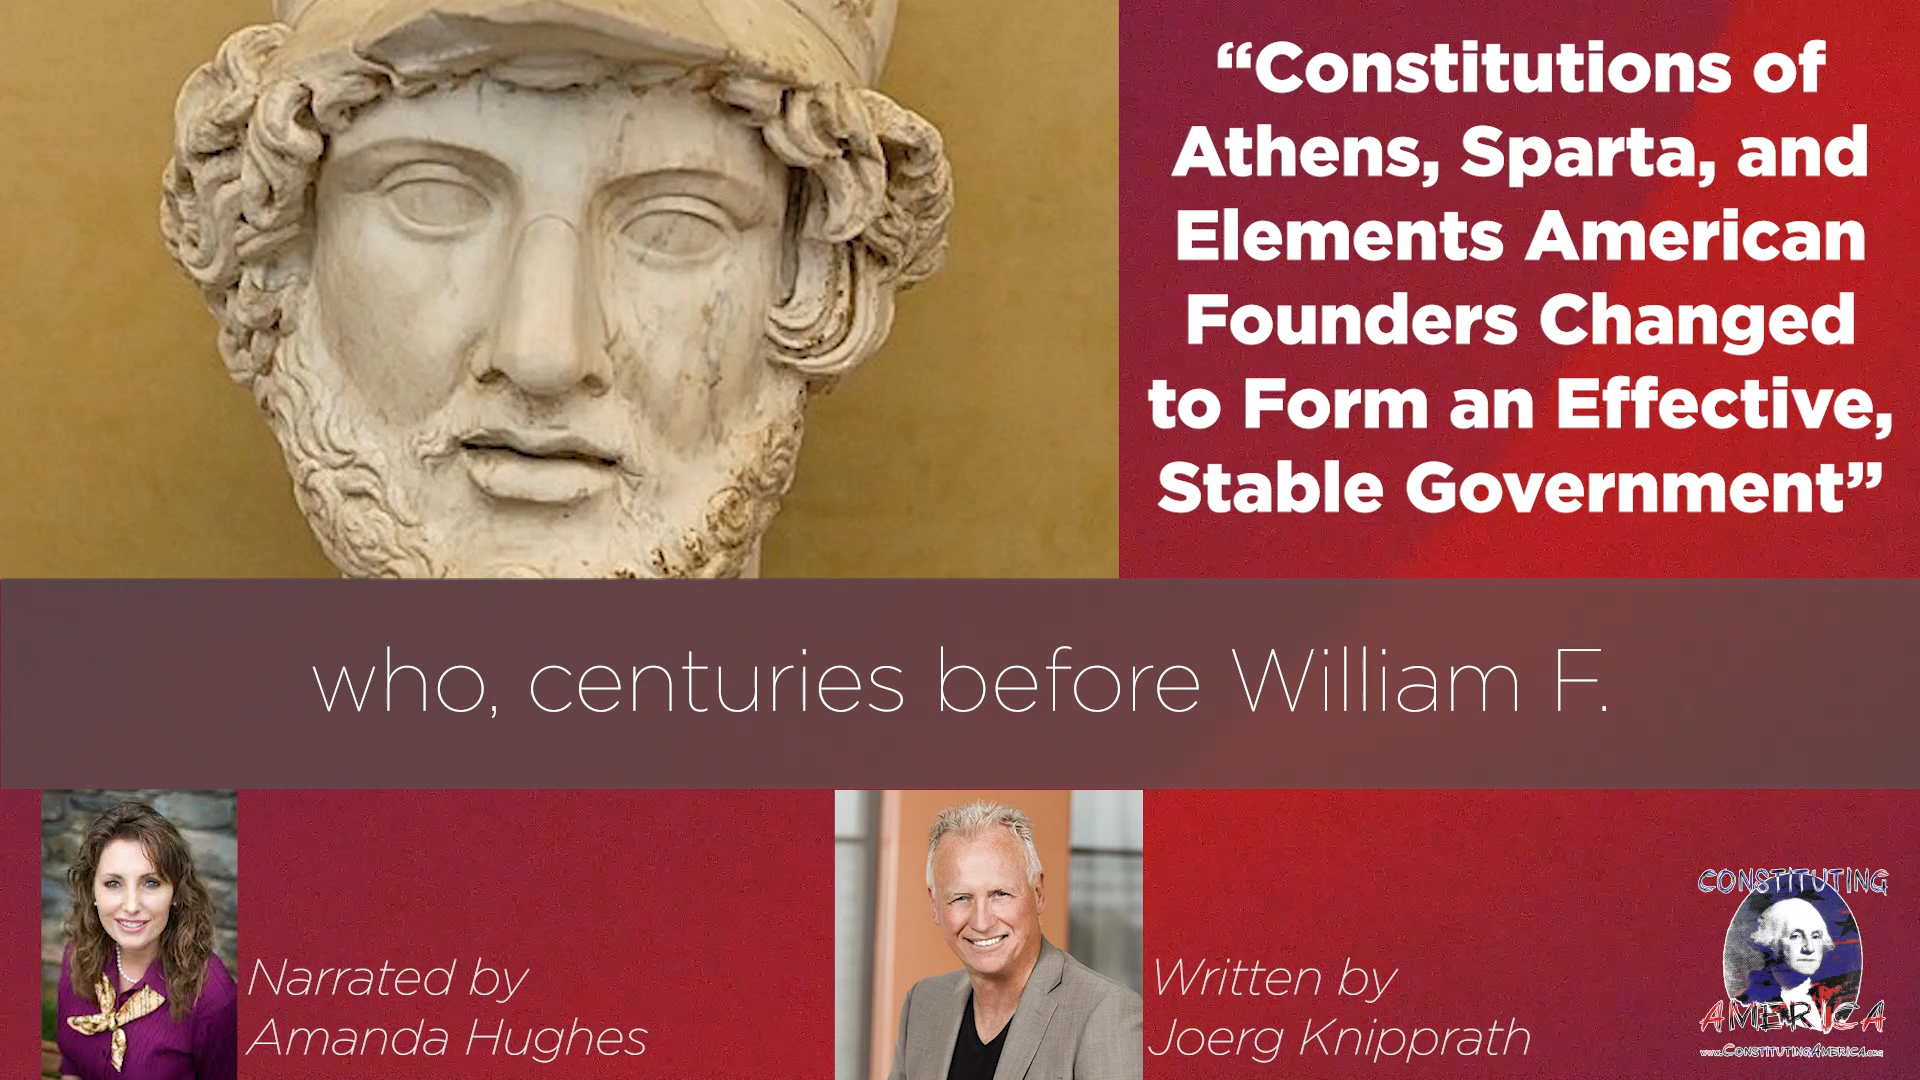 “Constitutions of
Athens, Sparta, and
Elements American
Founders Changed
to Form an Effective,
Stable Government”
who, centuries before William F.
Narrated by
Amanda Hughes
Written by
Joerg Knipprath
CONSTITUTING
AMERICA
www.ConstitutingAmerica.org